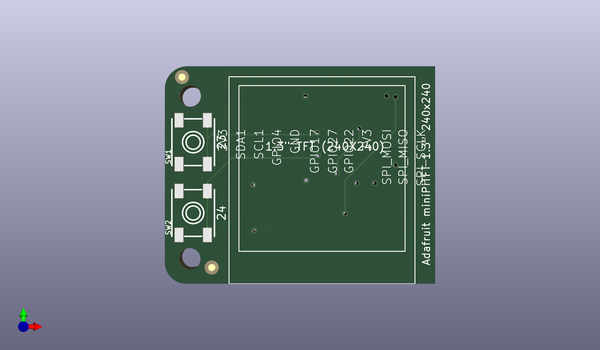 SDA1
SCL1
GPIO4
GND
GPIO17
GPIO27
GPIO22
3V3
SPI_MOSI
SPI_MISO
SPI_SCLK
1.3" TFT (240X240)
23
24
SW1
SW2
Adafruit miniPiTFT 1.3" 240x240